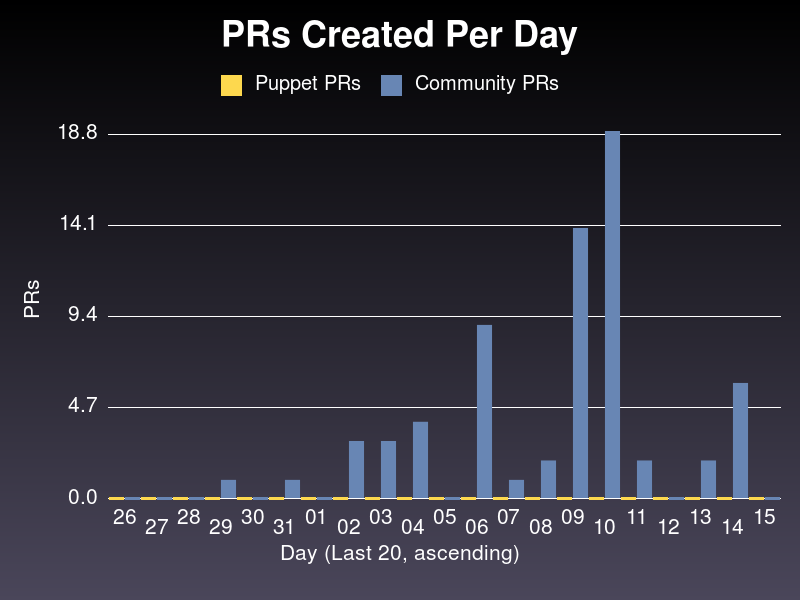 PRs Created Per Day
Puppet PRs Community PRs
18.8
14.1
9.4
4.7
0.0
PRs
26 27 28 29 30 31 01 02 03 04 05 06 07 08 09 10 11 12 13 14 15
Day (Last 20, ascending)